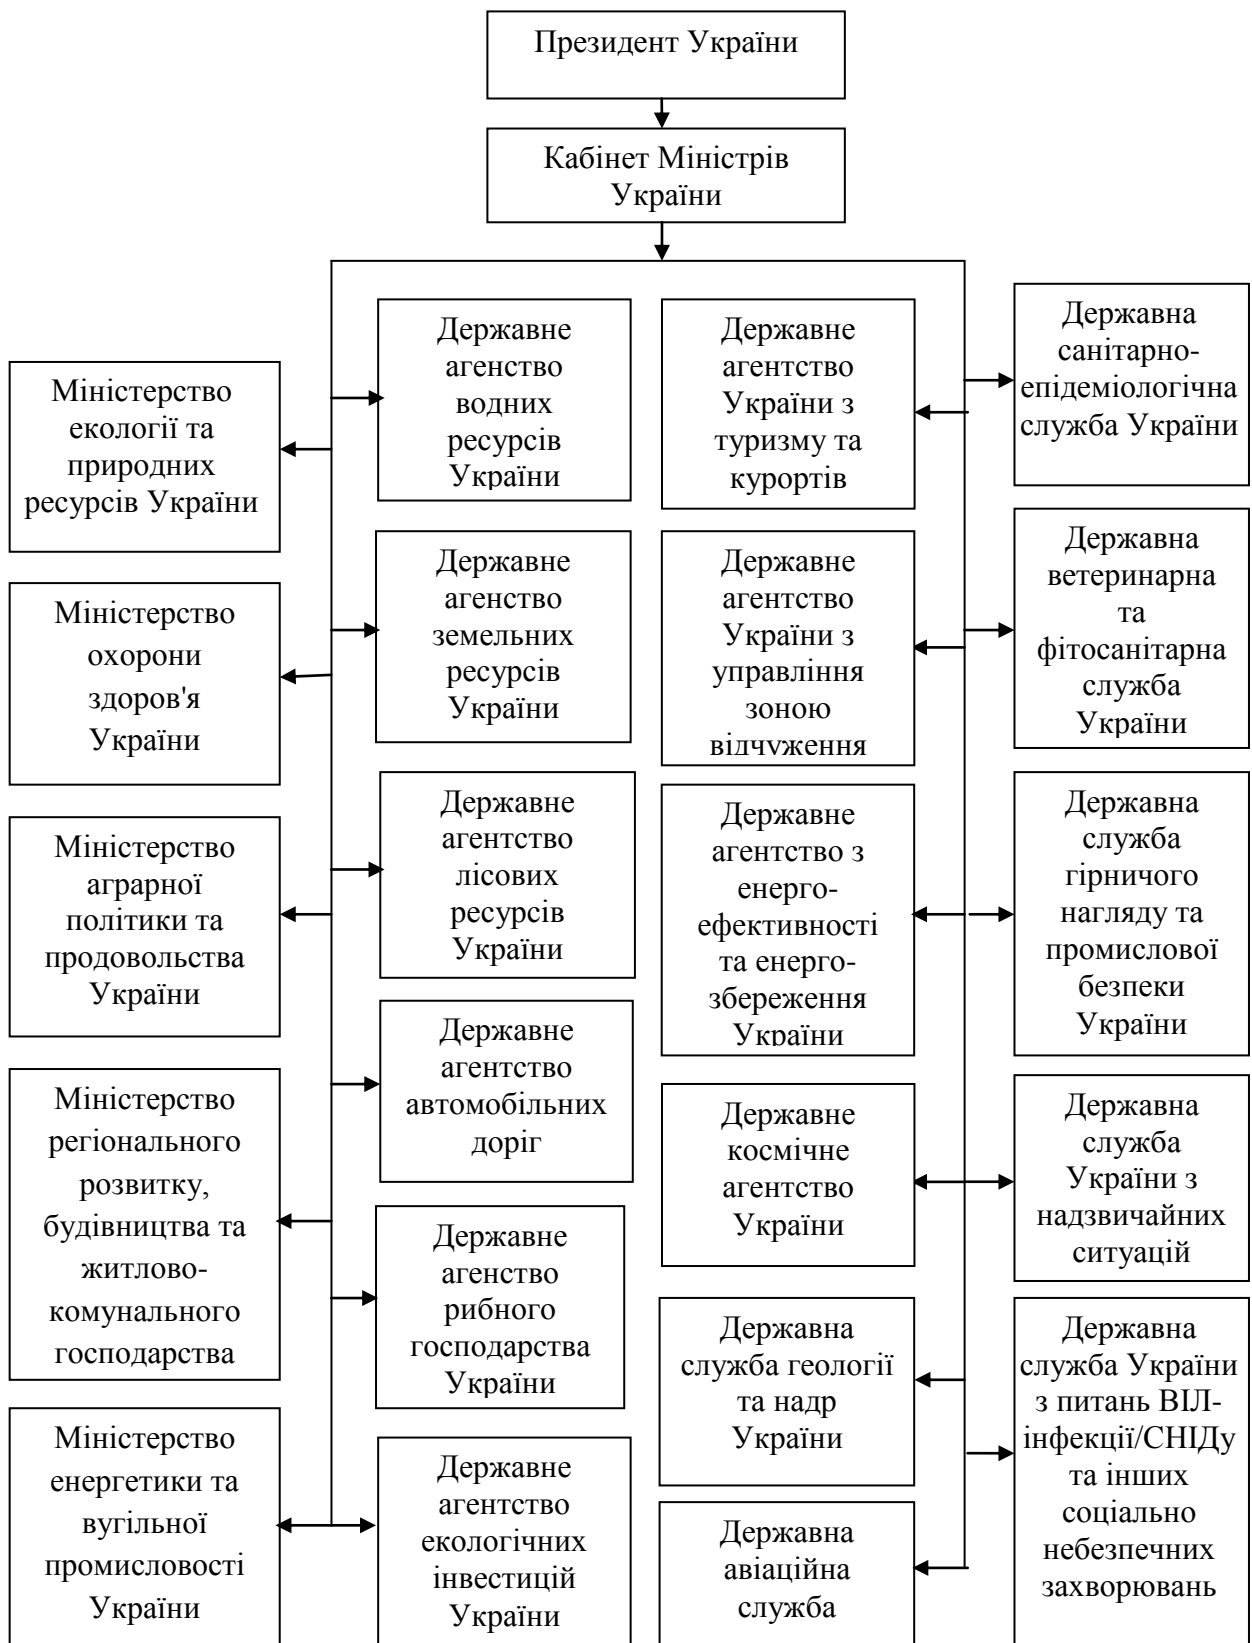 Президент України
Кабінет Міністрів
України
Міністерство
екології та
природних
ресурсів України
Міністерство
охорони
здоров'я
України
Міністерство
аграрної
політики та
продовольства
України
Міністерство
регіонального
розвитку,
будівництва та
житлово-
комунального
господарства
Міністерство
енергетики та
вугільної
промисловості
України
Державне
агенство
водних
ресурсів
України
Державне
агенство
земельних
ресурсів
України
Державне
агентство
лісових
ресурсів
України
Державне
агентство
автомобільних
доріг
Державне
агенство
рибного
господарства
України
Державне
агентство
екологічних
інвестицій
України
Державне
агентство
України з
туризму та
курортів
Державне
агентство
України з
управління
зоною
відчуження
Державне
агентство з
енерго-
ефективності
та енерго-
збереження
України
Державне
космічне
агентство
України
Державна
служба геології
та надр
України
Державна
авіаційна
служба
Державна
санітарно-
епідеміологічна
служба України
Державна
ветеринарна
та
фітосанітарна
служба
України
Державна
служба
гірничого
нагляду та
промислової
безпеки
України
Державна
служба
України з
надзвичайних
ситуацій
Державна
служба України
з питань ВІЛ-
інфекції/СНІДу
та інших
соціально
небезпечних
захворювань